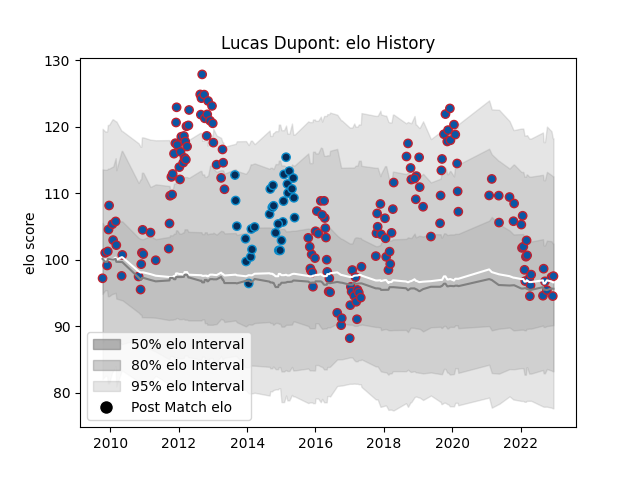 Lucas Dupont: elo History
130
120
110
100
90
80
elo score
50% elo Interval
80% elo Interval
95% elo Interval
Post Match elo
2010 2012 2014 2016 2018 2020 2022